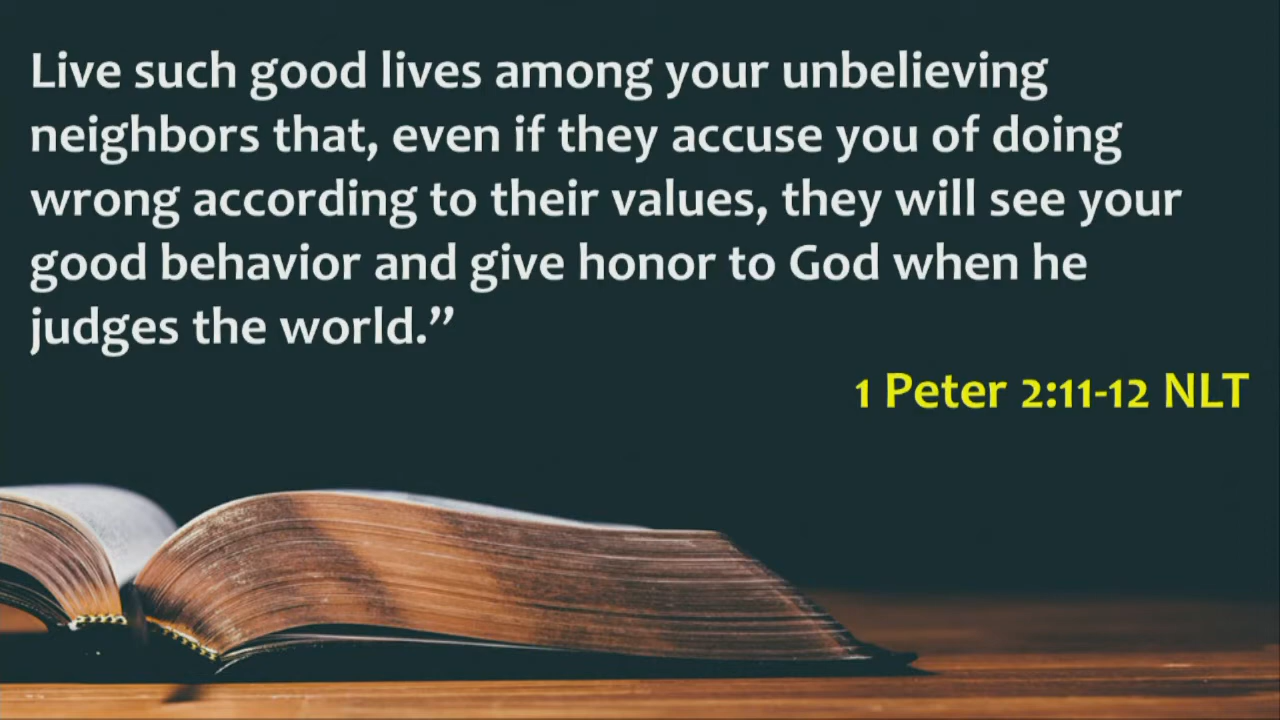 Live such good lives among your unbelieving
neighbors that, even if they accuse you of doing
wrong according to their values, they will see your
good behavior and give honor to God when he
judges the world.”
1 Peter 2:11-12 NLT